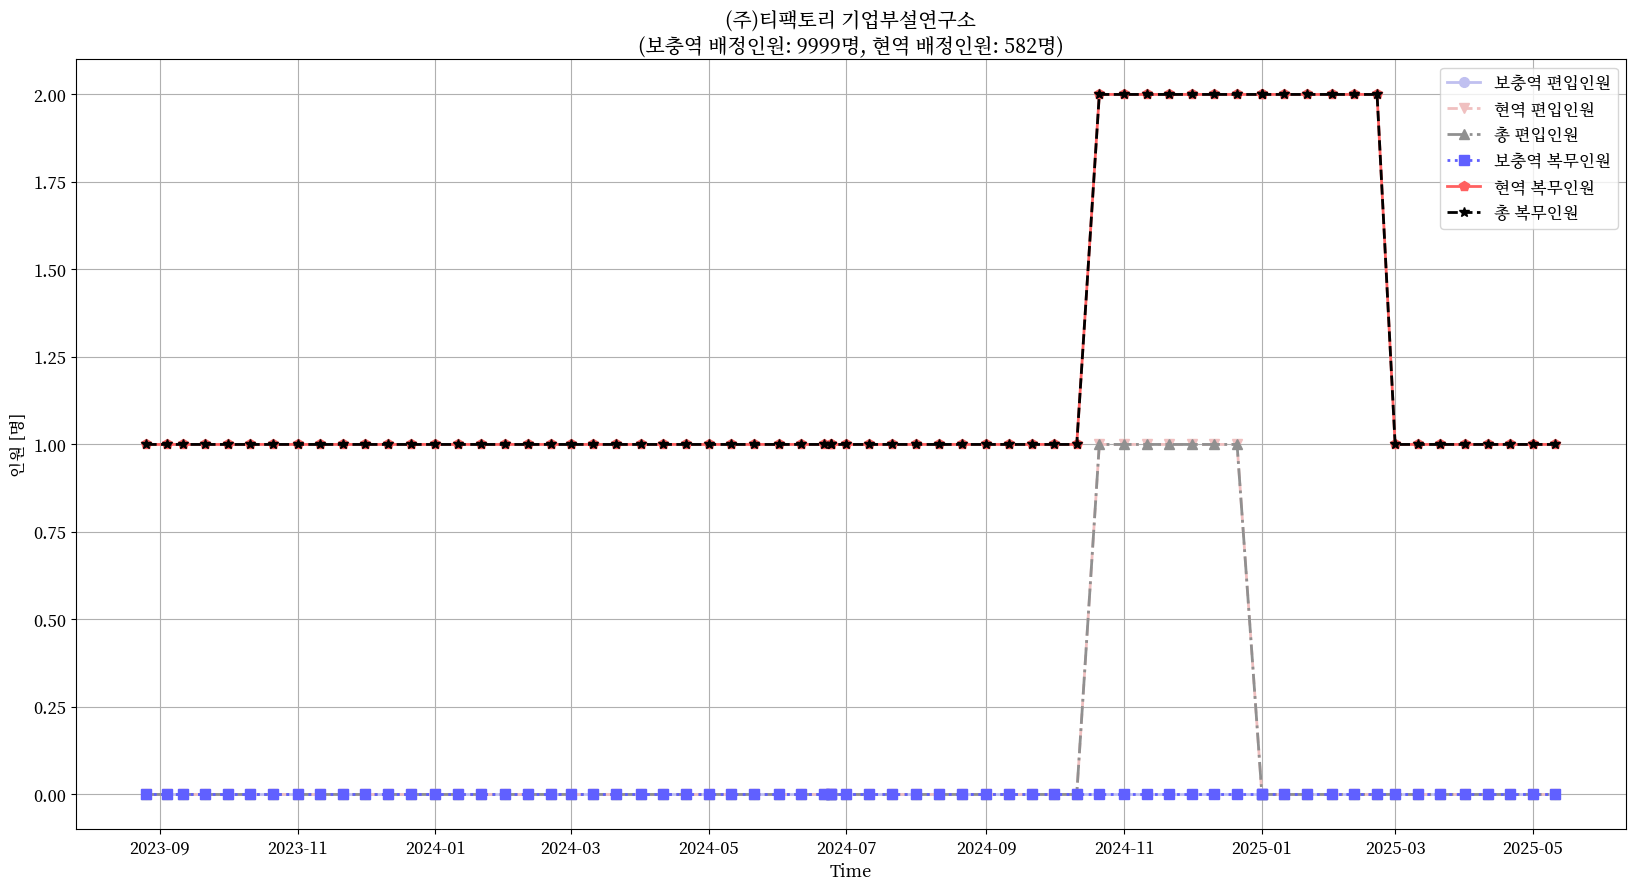 (주)티팩토리 기업부설연구소
(보충역 배정인원: 9999명, 현역 배정인원: 582명)
보충역 편입인원
현역 편입인원
총 편입인원
보충역 복무인원
현역 복무인원
총 복무인원
인원 [명]
2.00
1.75
1.50
1.25
1.00
0.75
0.50
0.25
0.00
2023-09
2023-11
2024-01
2024-03
2024-05
2024-07
2024-09
2024-11
2025-01
2025-03
2025-05
Time